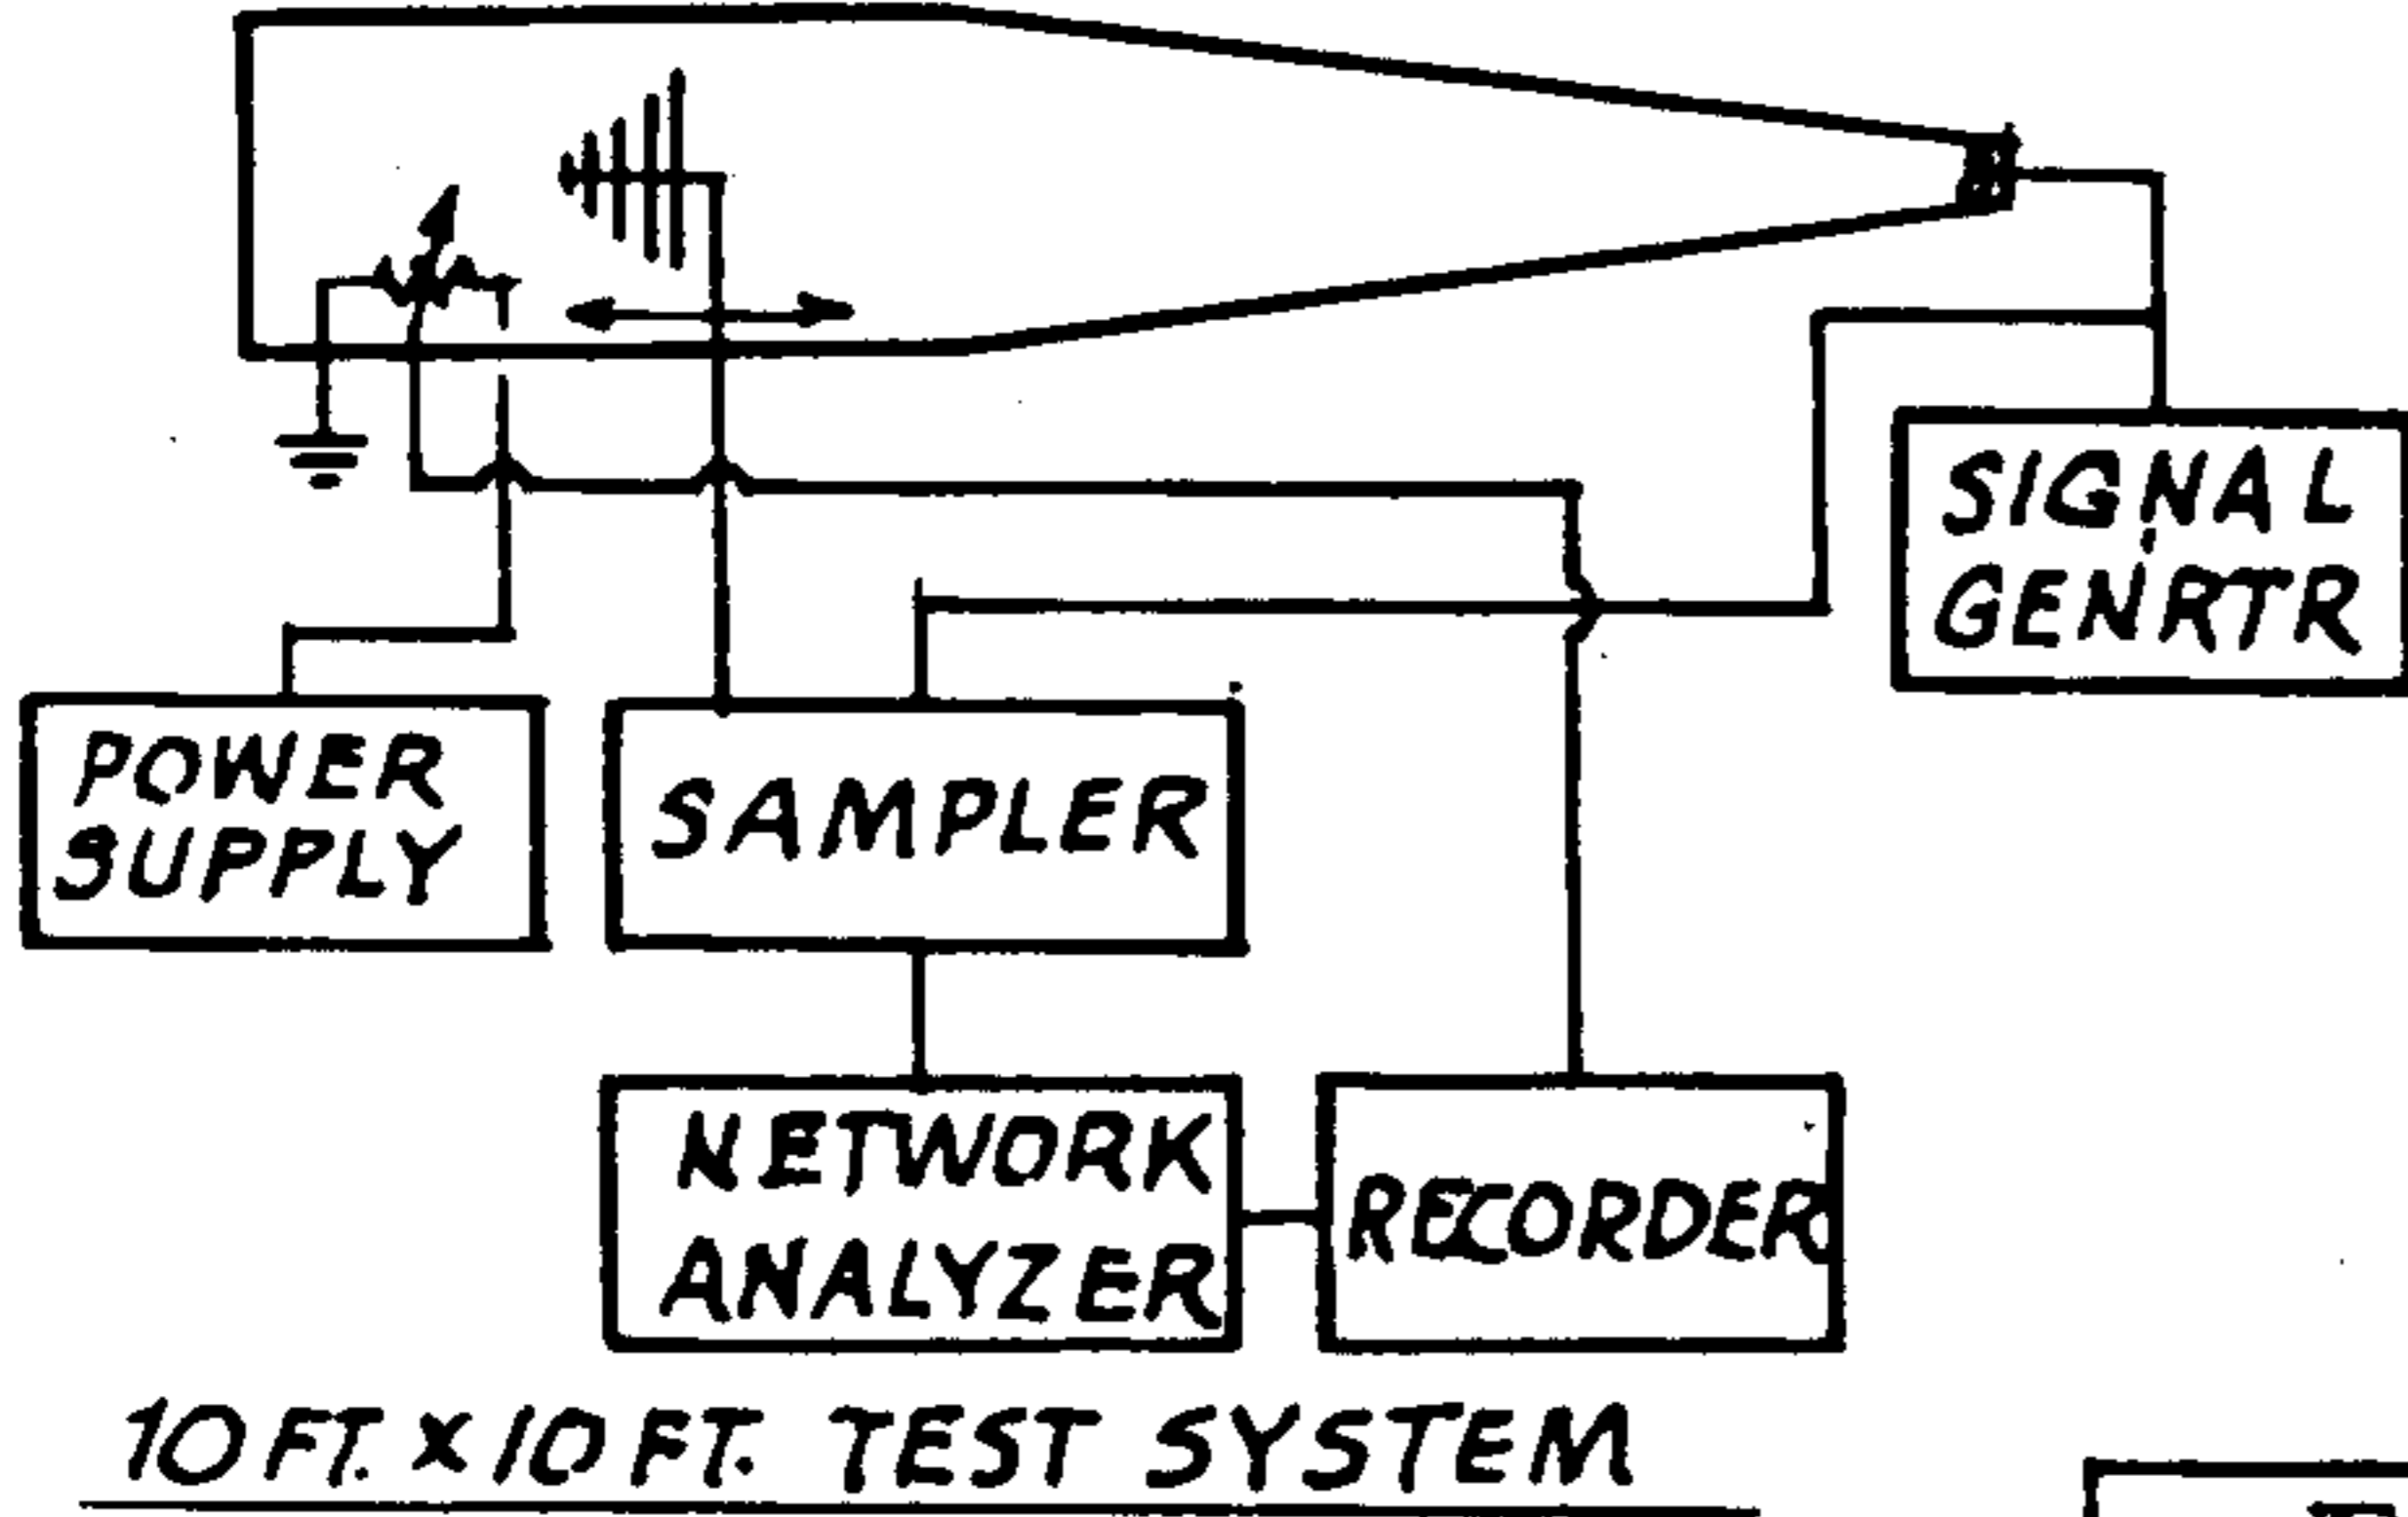 SIGNAL
GENRTR
POWER
SUPPLY
SAMPLER
NETWORK
ANALYZER
RECORDER
10 FT. x 10 FT. TEST SYSTEM